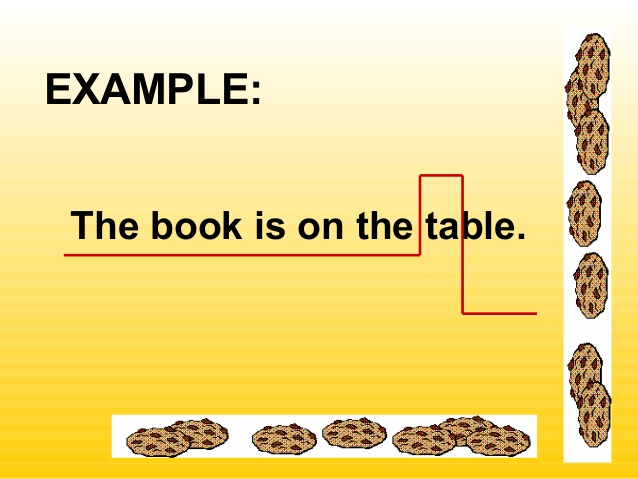 EXAMPLE:
The book is on the table.